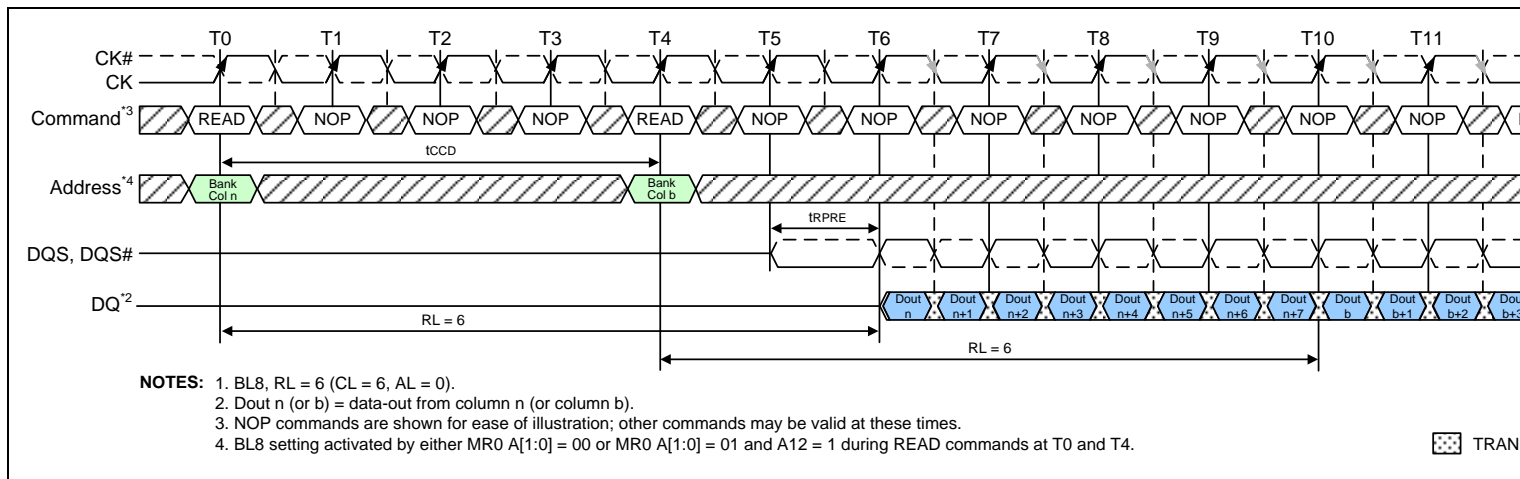 T0 T1 T2 T3 T4 T5 T6 T7 T8 T9 T10 T11
CK#
CK
Command*3 READ NOP NOP NOP READ NOP NOP NOP NOP NOP NOP NOP
tCCD
Address*4 Bank Col n Bank Col b
tRPRE
DQS, DQS#
DQ*2 Dout n Dout n+1 Dout n+2 Dout n+3 Dout n+4 Dout n+5 Dout n+6 Dout n+7 Dout b Dout b+1 Dout b+2 Dout b+3
RL = 6
RL = 6
NOTES: 1. BL8, RL = 6 (CL = 6, AL = 0).
2. Dout n (or b) = data-out from column n (or column b).
3. NOP commands are shown for ease of illustration; other commands may be valid at these times.
4. BL8 setting activated by either MR0 A[1:0] = 00 or MR0 A[1:0] = 01 and A12 = 1 during READ commands at T0 and T4.
TRAN